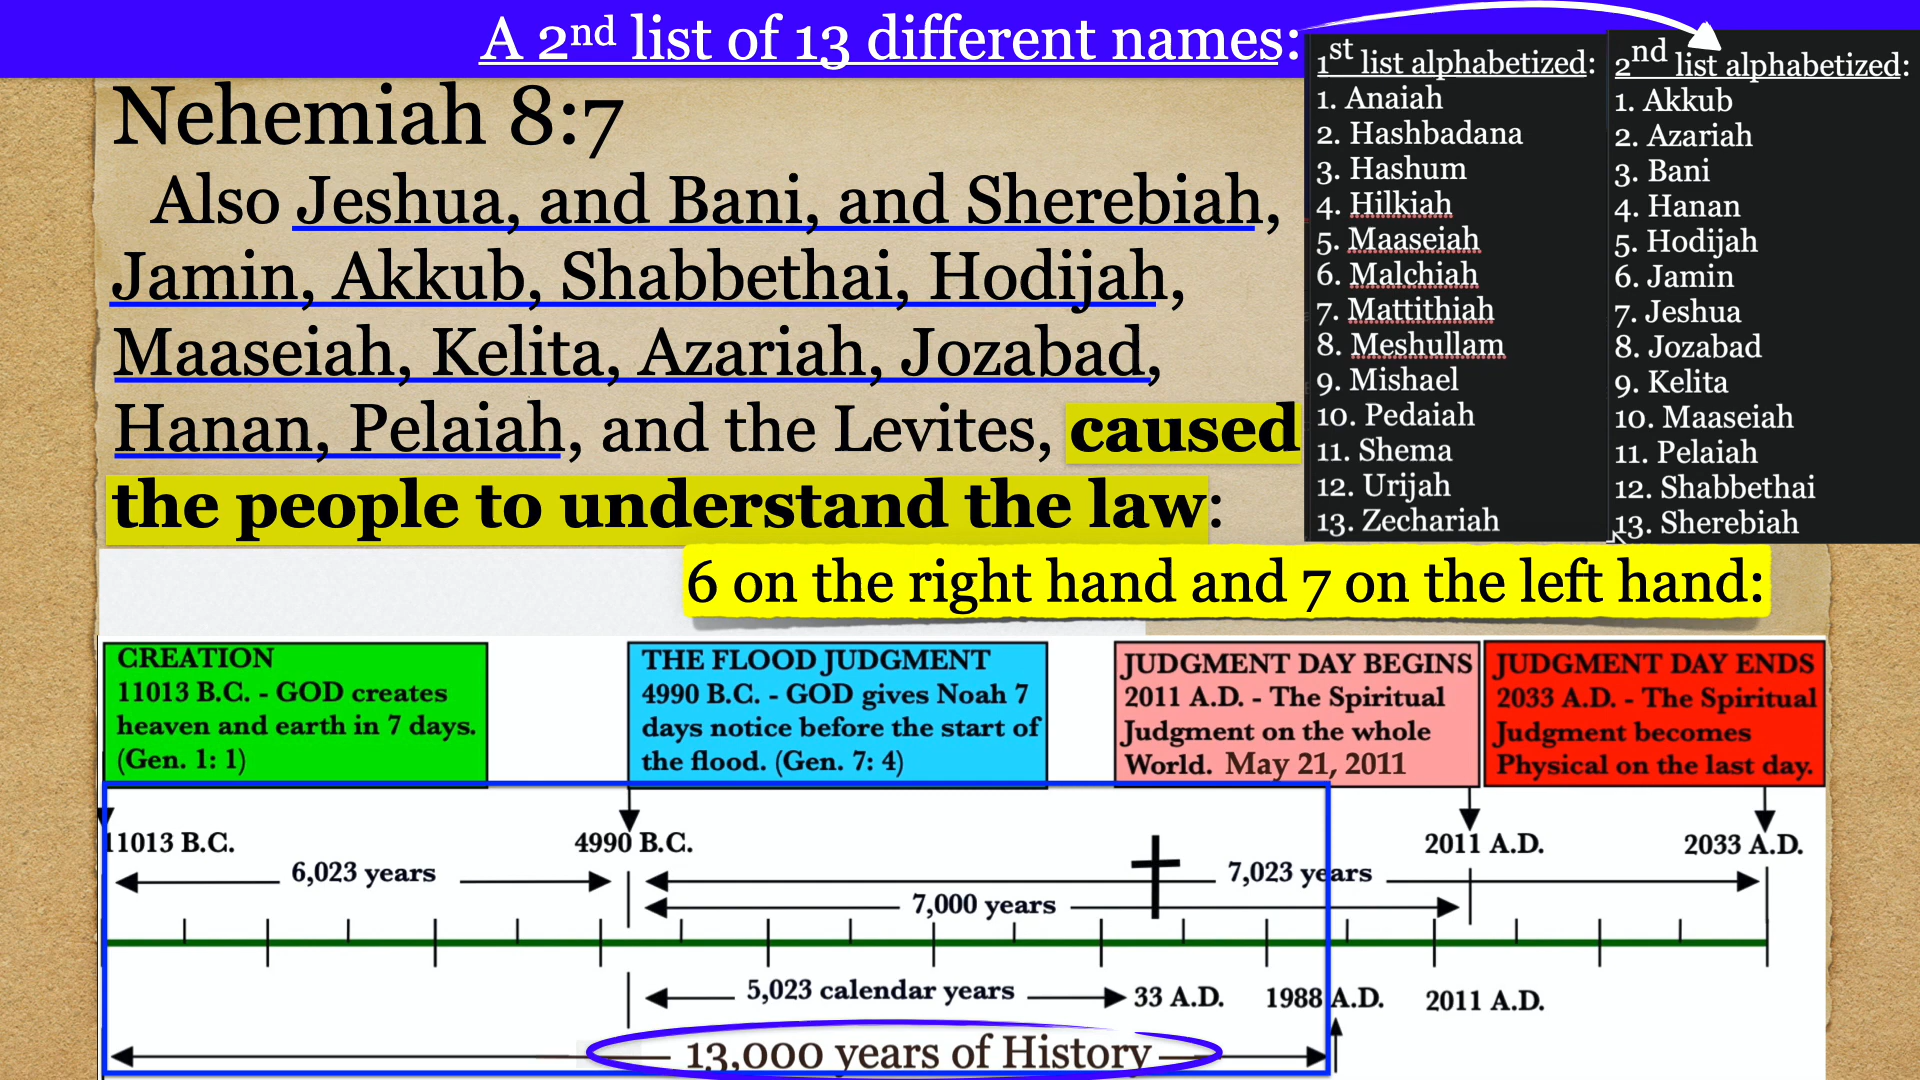 A 2nd list of 13 different names:
Nehemiah 8:7
Also Jeshua, and Bani, and Sherebiah,
Jamin, Akkub, Shabbethai, Hodijah,
Maaseiah, Kelita, Azariah, Jozabad,
Hanan, Pelaiah, and the Levites, caused
the people to understand the law:
1st list alphabetized:
1. Anaiah
2. Hashbadana
3. Hashum
4. Hilkiah
5. Maaseiah
6. Malchiah
7. Mattithiah
8. Meshullam
9. Mishael
10. Pedaiah
11. Shema
12. Urijah
13. Zechariah
2nd list alphabetized:
1. Akkub
2. Azariah
3. Bani
4. Hanan
5. Hodijah
6. Jamin
7. Jeshua
8. Jozabad
9. Kelita
10. Maaseiah
11. Pelaiah
12. Shabbethai
13. Sherebiah
6 on the right hand and 7 on the left hand:
CREATION
11013 B.C. - GOD creates
heaven and earth in 7 days.
(Gen. 1: 1)
THE FLOOD JUDGMENT
4990 B.C. - GOD gives Noah 7
days notice before the start of
the flood. (Gen. 7: 4)
JUDGMENT DAY BEGINS
2011 A.D. - The Spiritual
Judgment on the whole
World. May 21, 2011
JUDGMENT DAY ENDS
2033 A.D. - The Spiritual
Judgment becomes
Physical on the last day.
11013 B.C.
4990 B.C.
2011 A.D.
2033 A.D.
6,023 years
7,023 years
7,000 years
5,023 calendar years
33 A.D.
1988 A.D.
2011 A.D.
13,000 years of History